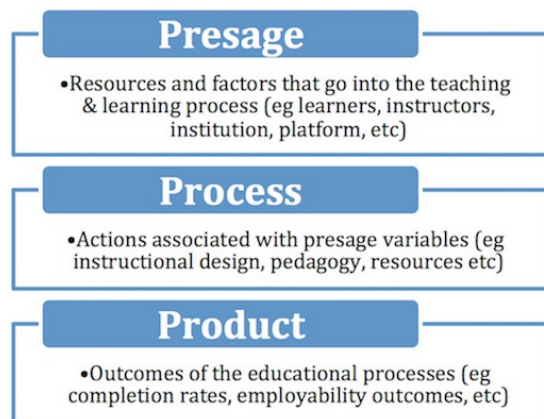 Presage
•Resources and factors that go into the teaching
& learning process (eg learners, instructors,
institution, platform, etc)
Process
•Actions associated with presage variables (eg
instructional design, pedagogy, resources etc)
Product
•Outcomes of the educational processes (eg
completion rates, employability outcomes, etc)